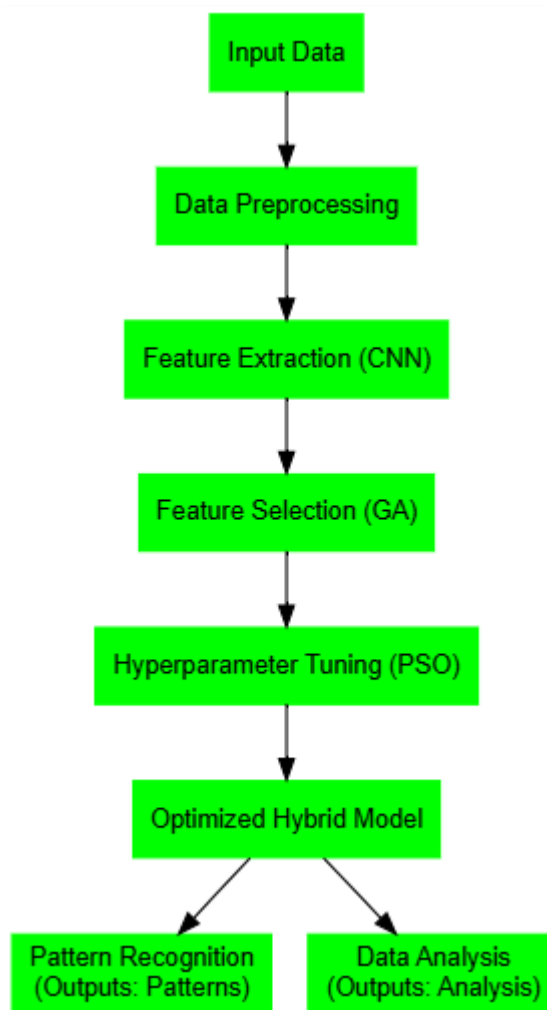 Input Data
Data Preprocessing
Feature Extraction (CNN)
Feature Selection (GA)
Hyperparameter Tuning (PSO)
Optimized Hybrid Model
Pattern Recognition
(Outputs: Patterns)
Data Analysis
(Outputs: Analysis)